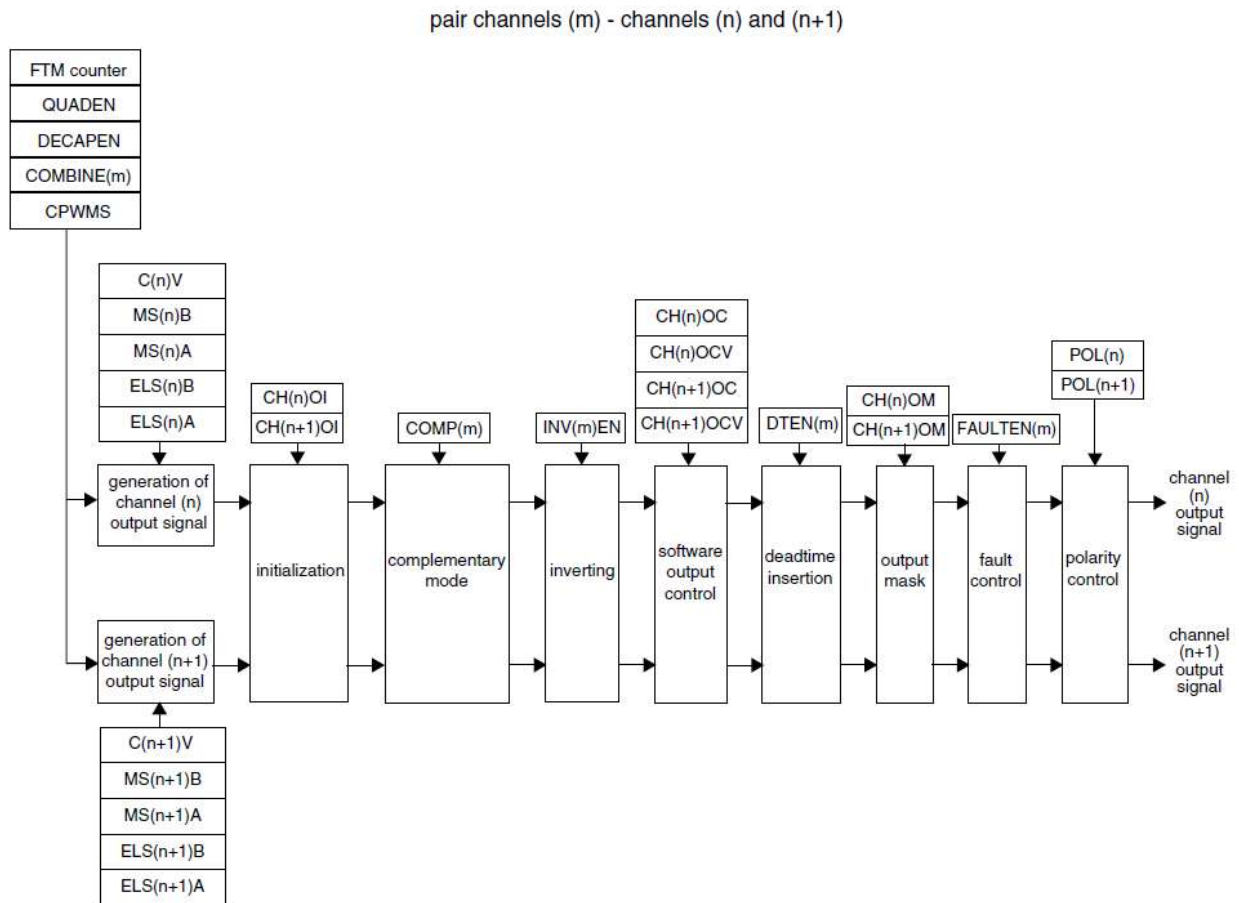 pair channels (m) - channels (n) and (n+1)
FTM counter
QUADEN
DECAPEN
COMBINE(m)
CPWMS
C(n)V
MS(n)B
MS(n)A
ELS(n)B
ELS(n)A
CH(n)OI
CH(n+1)OI
COMP(m)
INV(m)EN
CH(n)OC
CH(n)OCV
CH(n+1)OC
CH(n+1)OCV
DTEN(m)
CH(n)OM
CH(n+1)OM
FAULTEN(m)
POL(n)
POL(n+1)
generation of
channel (n)
output signal
initialization
complementary
mode
inverting
software
output
control
deadtime
insertion
output
mask
fault
control
polarity
control
channel
(n)
output
signal
generation of
channel (n+1)
output signal
channel
(n+1)
output
signal
C(n+1)V
MS(n+1)B
MS(n+1)A
ELS(n+1)B
ELS(n+1)A